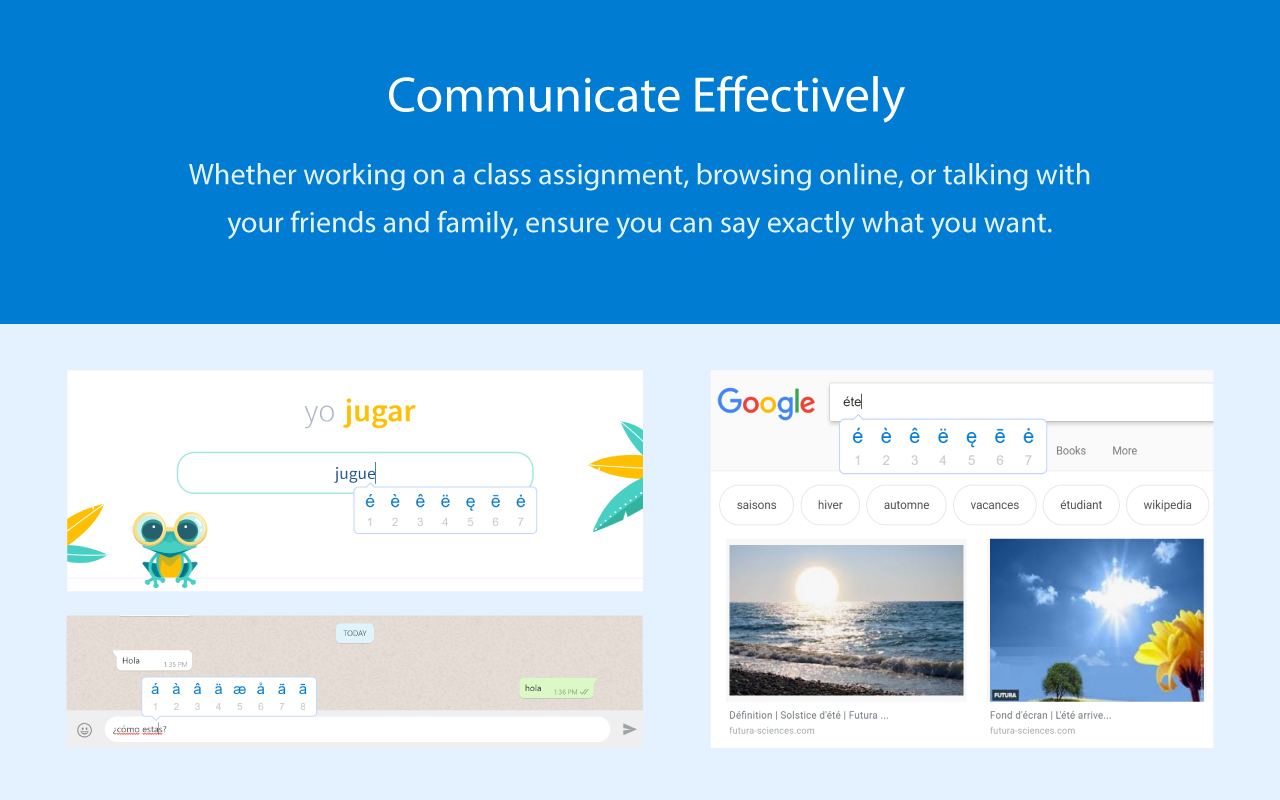 Communicate Effectively
Whether working on a class assignment, browsing online, or talking with
your friends and family, ensure you can say exactly what you want.
yo jugar
jugue
é è ê ë ę ē ė
1 2 3 4 5 6 7
TODAY
Hola 1:35 PM
á à â ä æ å ã ā
1 2 3 4 5 6 7 8
hola 1:36 PM
¿cómo estas?
Google
éte
é è ê ë ę ē ė
1 2 3 4 5 6 7
Books More
saisons hiver automne vacances étudiant wikipedia
FUTURA
Définition | Solstice d'été | Futura ...
futura-sciences.com
Fond d'écran | L'été arrive...
futura-sciences.com